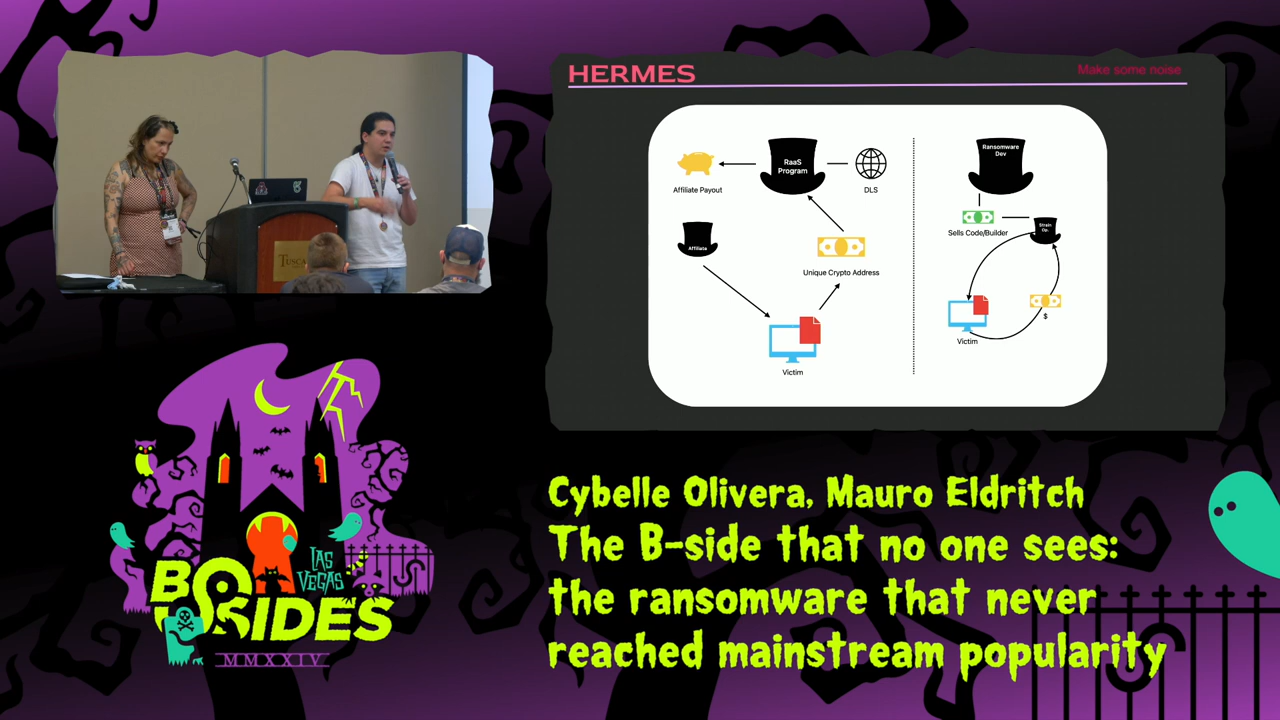 HERMES
Make some noise
RaaS
Program
Affiliate Payout
DLS
Affiliate
Unique Crypto Address
Victim
Ransomware
Dev
Sells Code/Builder
Strain
Op.
$
Victim
Cybelle Olivera, Mauro Eldritch
The B-side that no one sees:
the ransomware that never
reached mainstream popularity
LAS
VEGAS
BSIDES
MMXXIV